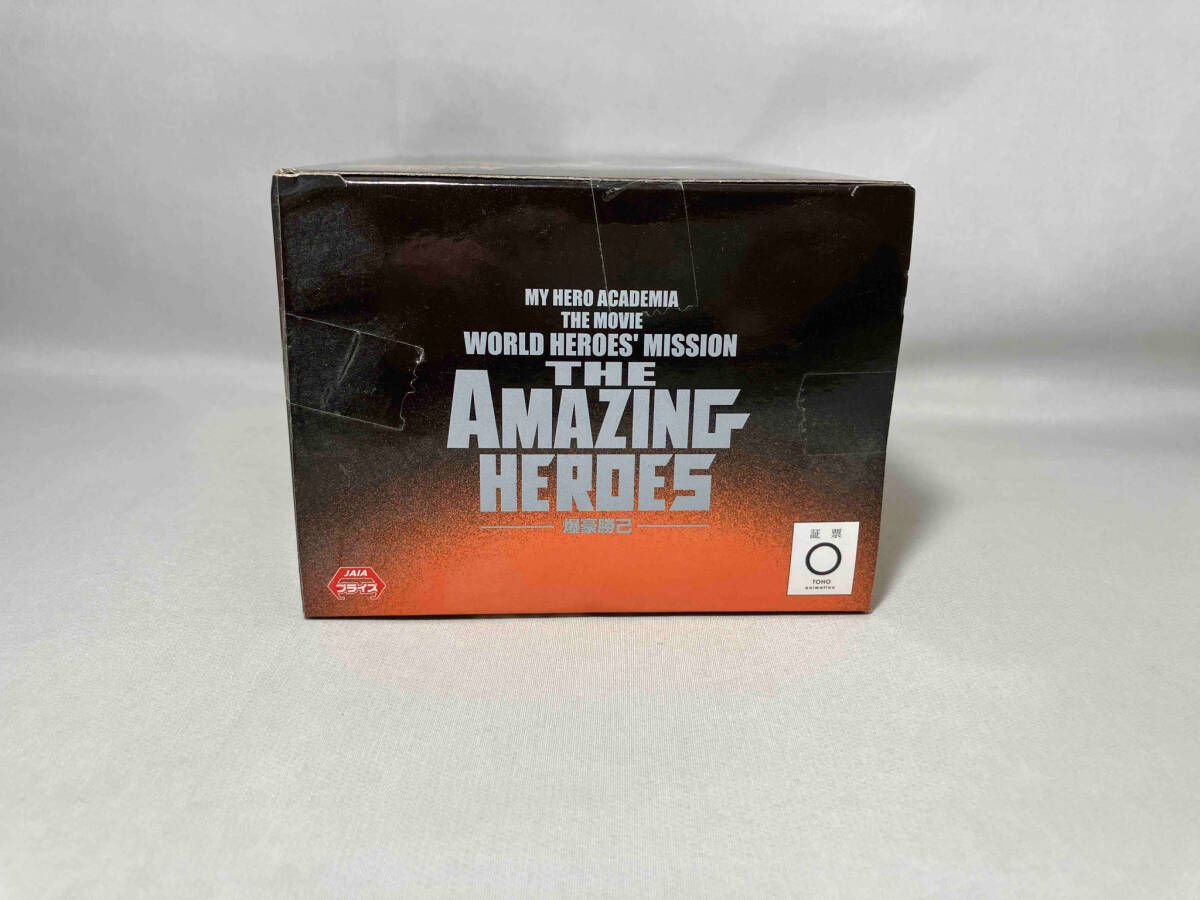 MY HERO ACADEMIA
THE MOVIE
WORLD HEROES' MISSION
THE
AMAZING
HEROES
爆豪勝己
JAIA
プライズ
証票
TOHO
animation